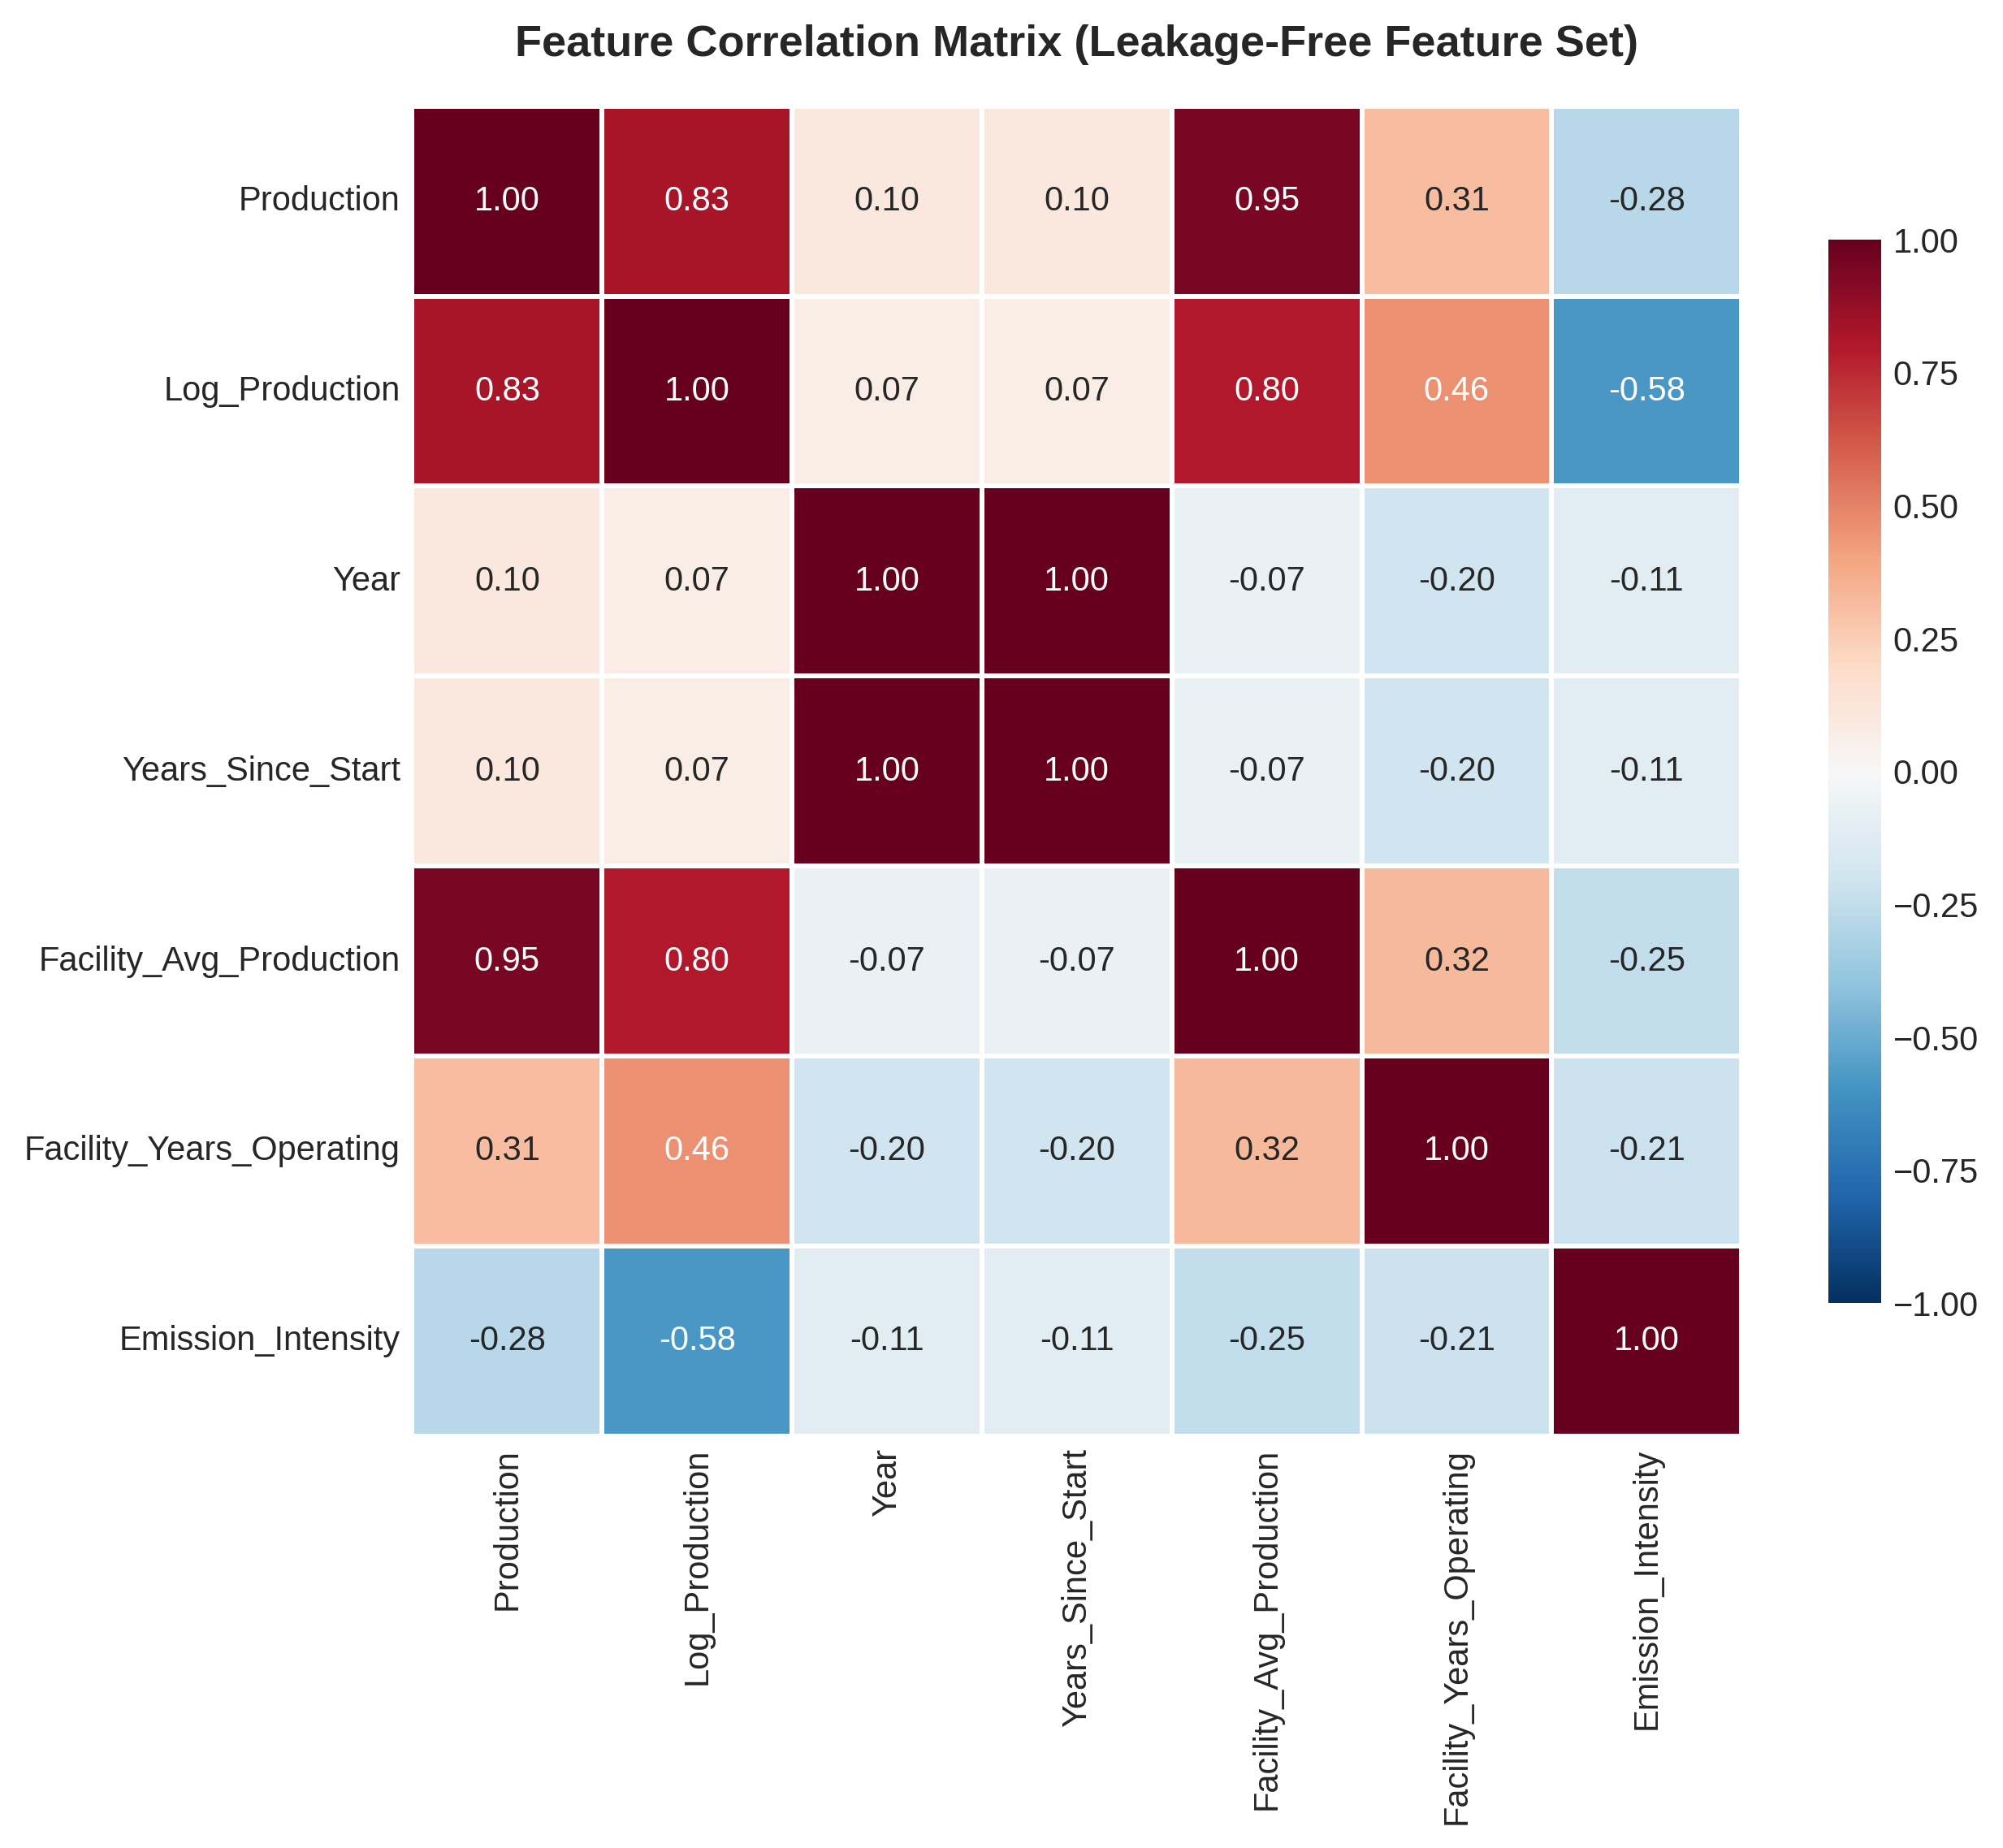 Feature Correlation Matrix (Leakage-Free Feature Set)
Production 1.00 0.83 0.10 0.10 0.95 0.31 -0.28
Log_Production 0.83 1.00 0.07 0.07 0.80 0.46 -0.58
Year 0.10 0.07 1.00 1.00 -0.07 -0.20 -0.11
Years_Since_Start 0.10 0.07 1.00 1.00 -0.07 -0.20 -0.11
Facility_Avg_Production 0.95 0.80 -0.07 -0.07 1.00 0.32 -0.25
Facility_Years_Operating 0.31 0.46 -0.20 -0.20 0.32 1.00 -0.21
Emission_Intensity -0.28 -0.58 -0.11 -0.11 -0.25 -0.21 1.00
Production
Log_Production
Year
Years_Since_Start
Facility_Avg_Production
Facility_Years_Operating
Emission_Intensity
1.00
0.75
0.50
0.25
0.00
−0.25
−0.50
−0.75
−1.00